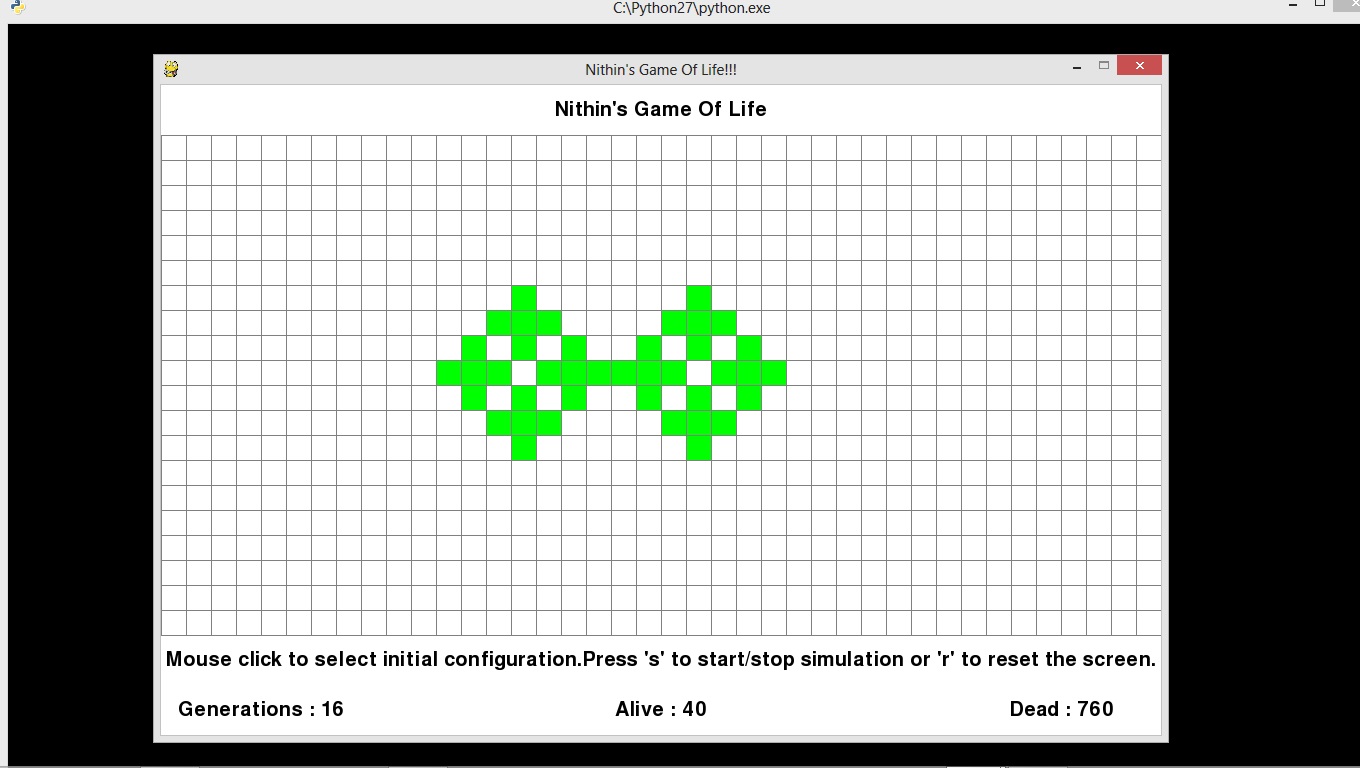 C:\Python27\python.exe
Nithin's Game Of Life!!!
Nithin's Game Of Life
Mouse click to select initial configuration.Press 's' to start/stop simulation or 'r' to reset the screen.
Generations : 16 Alive : 40 Dead : 760